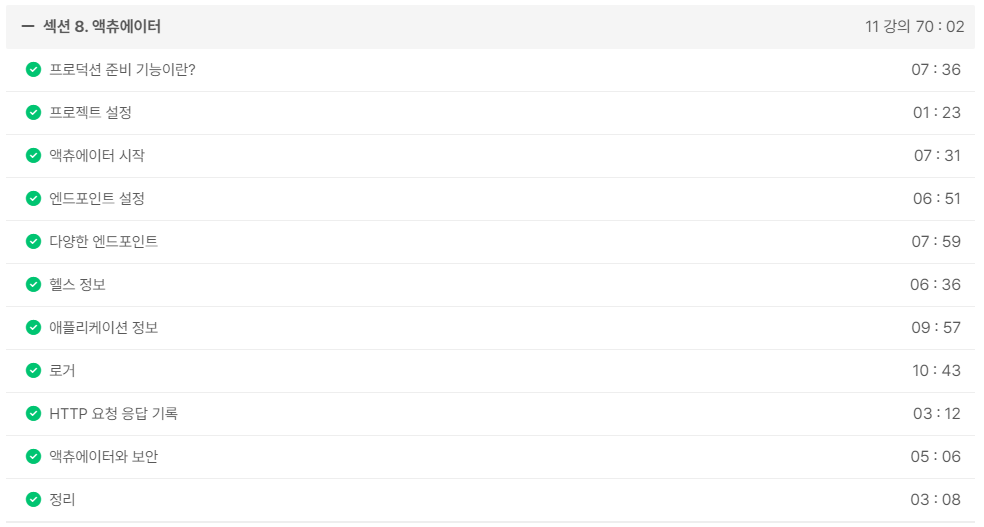 섹션 8. 액츄에이터 11 강의 70 : 02
프로덕션 준비 기능이란? 07 : 36
프로젝트 설정 01 : 23
액츄에이터 시작 07 : 31
엔드포인트 설정 06 : 51
다양한 엔드포인트 07 : 59
헬스 정보 06 : 36
애플리케이션 정보 09 : 57
로거 10 : 43
HTTP 요청 응답 기록 03 : 12
액츄에이터와 보안 05 : 06
정리 03 : 08